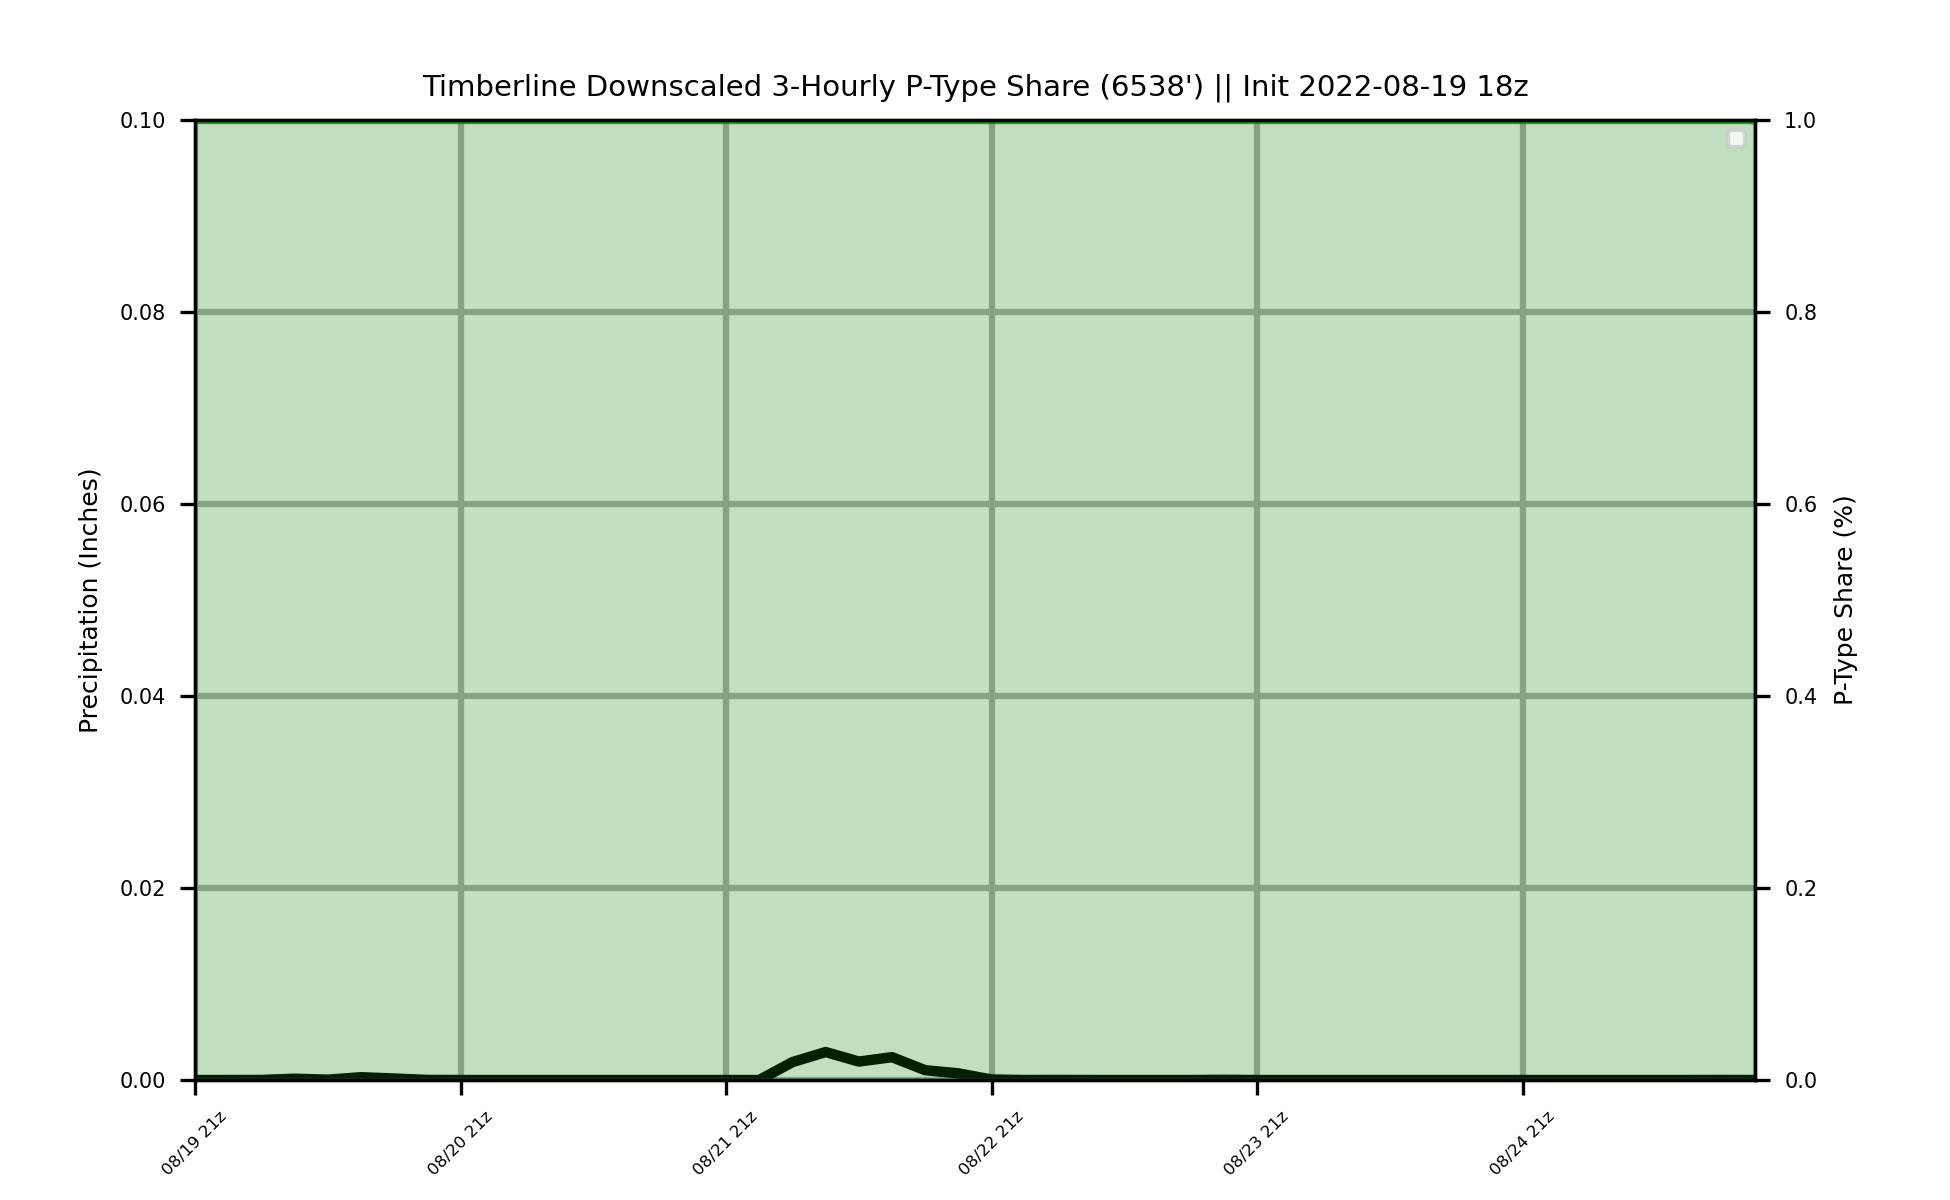 Timberline Downscaled 3-Hourly P-Type Share (6538') || Init 2022-08-19 18z
Precipitation (Inches)
0.10
0.08
0.06
0.04
0.02
0.00
1.0
0.8
0.6
0.4
0.2
0.0
P-Type Share (%)
08/19 21z
08/20 21z
08/21 21z
08/22 21z
08/23 21z
08/24 21z